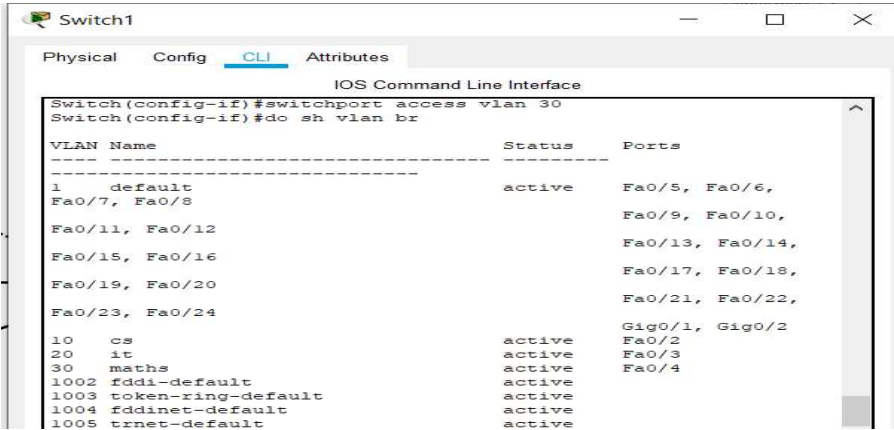 Switch1
Physical Config CLI Attributes
IOS Command Line Interface
Switch(config-if)#switchport access vlan 30
Switch(config-if)#do sh vlan br
VLAN Name Status Ports
---- -------------------------------- ---------
-------------------------------
1 default active Fa0/5, Fa0/6,
Fa0/7, Fa0/8
Fa0/9, Fa0/10,
Fa0/11, Fa0/12
Fa0/13, Fa0/14,
Fa0/15, Fa0/16
Fa0/17, Fa0/18,
Fa0/19, Fa0/20
Fa0/21, Fa0/22,
Fa0/23, Fa0/24
Gig0/1, Gig0/2
10 cs active Fa0/2
20 it active Fa0/3
30 maths active Fa0/4
1002 fddi-default active
1003 token-ring-default active
1004 fddinet-default active
1005 trnet-default active